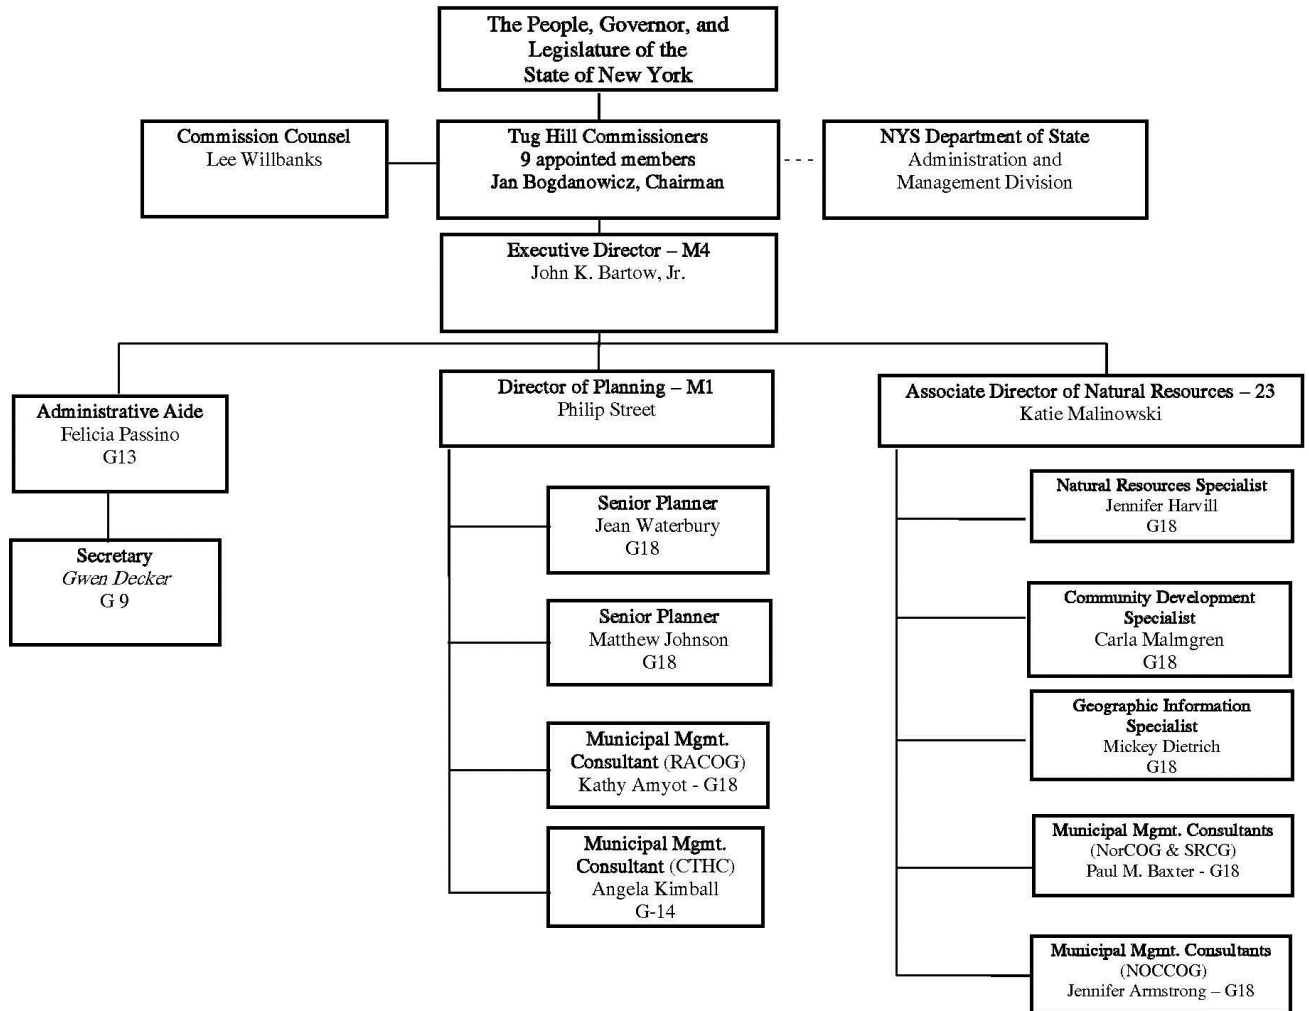 The People, Governor, and
Legislature of the
State of New York
Commission Counsel
Lee Willbanks
Tug Hill Commissioners
9 appointed members
Jan Bogdanowicz, Chairman
NYS Department of State
Administration and
Management Division
Executive Director – M4
John K. Bartow, Jr.
Administrative Aide
Felicia Passino
G13
Secretary
Gwen Decker
G 9
Director of Planning – M1
Philip Street
Senior Planner
Jean Waterbury
G18
Senior Planner
Matthew Johnson
G18
Municipal Mgmt.
Consultant (RACOG)
Kathy Amyot - G18
Municipal Mgmt.
Consultant (CTHC)
Angela Kimball
G-14
Associate Director of Natural Resources – 23
Katie Malinowski
Natural Resources Specialist
Jennifer Harvill
G18
Community Development
Specialist
Carla Malmgren
G18
Geographic Information
Specialist
Mickey Dietrich
G18
Municipal Mgmt. Consultants
(NorCOG & SRCG)
Paul M. Baxter - G18
Municipal Mgmt. Consultants
(NOCCOG)
Jennifer Armstrong – G18